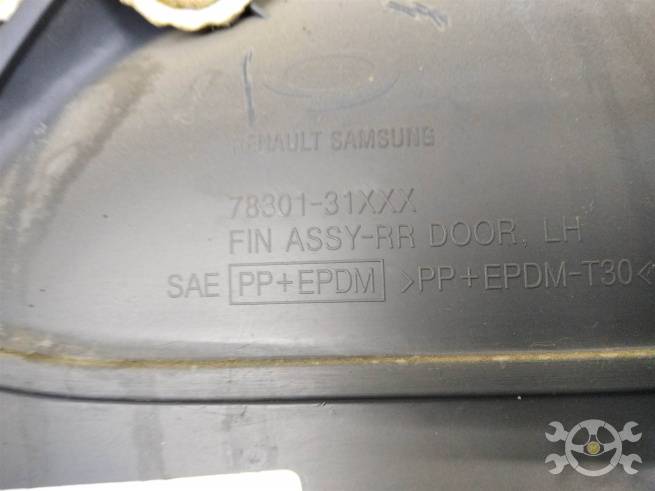 RENAULT SAMSUNG
78301-31XXX
FIN ASSY-RR DOOR, LH
SAE PP+EPDM >PP+EPDM-T30<